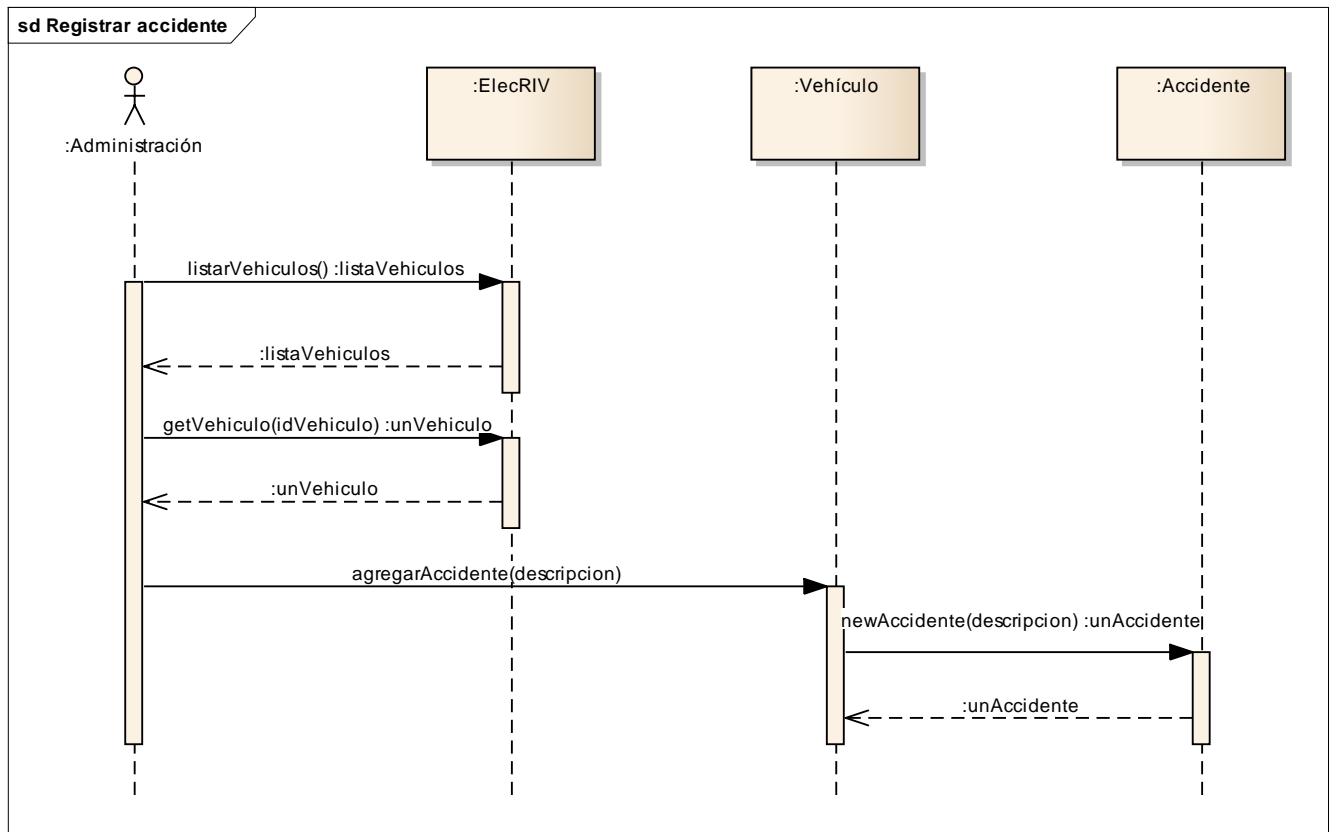 sd Registrar accidente
:Administración
:ElecRIV
:Vehículo
:Accidente
listarVehiculos() :listaVehiculos
:listaVehiculos
getVehiculo(idVehiculo) :unVehiculo
:unVehiculo
agregarAccidente(descripcion)
newAccidente(descripcion) :unAccidente
:unAccidente